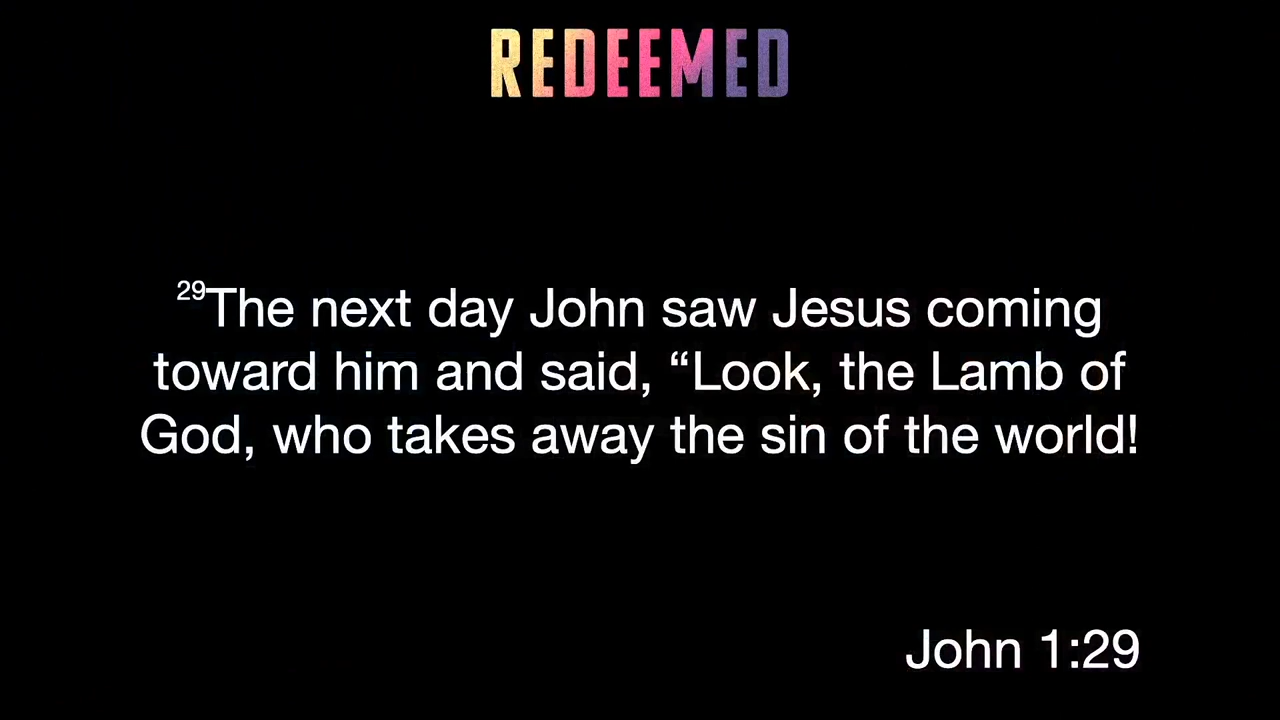 REDEEMED
29The next day John saw Jesus coming
toward him and said, “Look, the Lamb of
God, who takes away the sin of the world!
John 1:29